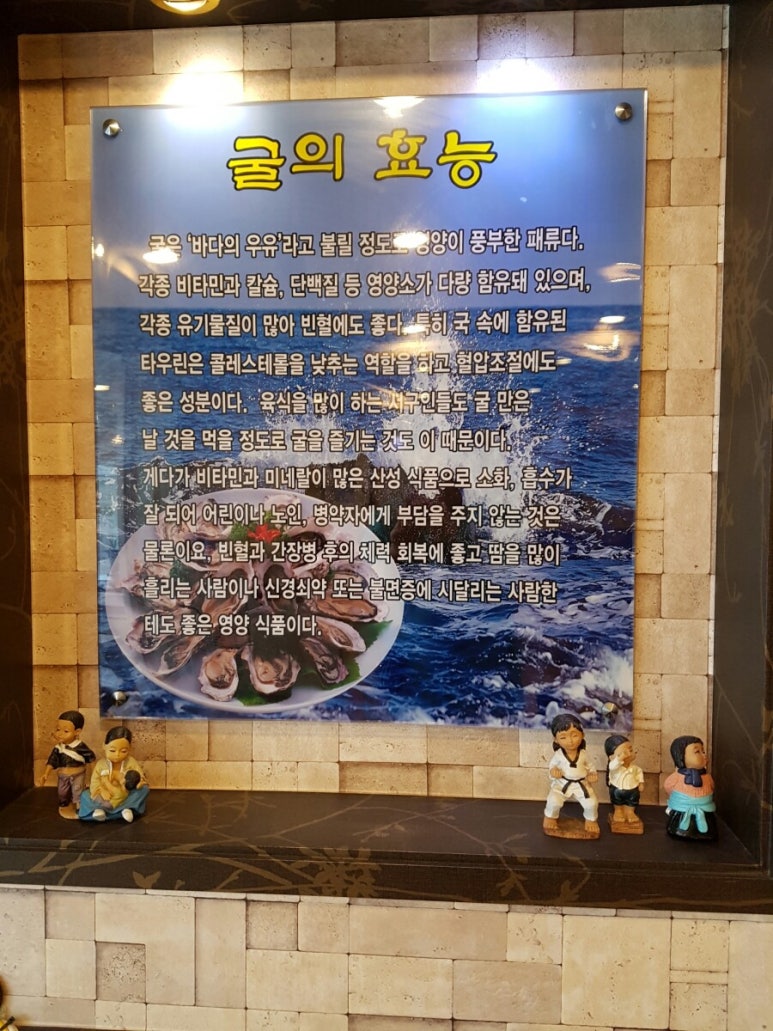 굴의 효능
굴은 '바다의 우유'라고 불릴 정도로 영양이 풍부한 패류다.
각종 비타민과 칼슘, 단백질 등 영양소가 다량 함유돼 있으며,
각종 유기물질이 많아 빈혈에도 좋다. 특히 국 속에 함유된
타우린은 콜레스테롤을 낮추는 역할을 하고 혈압조절에도
좋은 성분이다. 육식을 많이 하는 서구인들도 굴 만은
날 것을 먹을 정도로 굴을 즐기는 것도 이 때문이다.
게다가 비타민과 미네랄이 많은 산성 식품으로 소화, 흡수가
잘 되어 어린이나 노인, 병약자에게 부담을 주지 않는 것은
물론이요, 빈혈과 간장병 후의 체력 회복에 좋고 땀을 많이
흘리는 사람이나 신경쇠약 또는 불면증에 시달리는 사람한
테도 좋은 영양 식품이다.